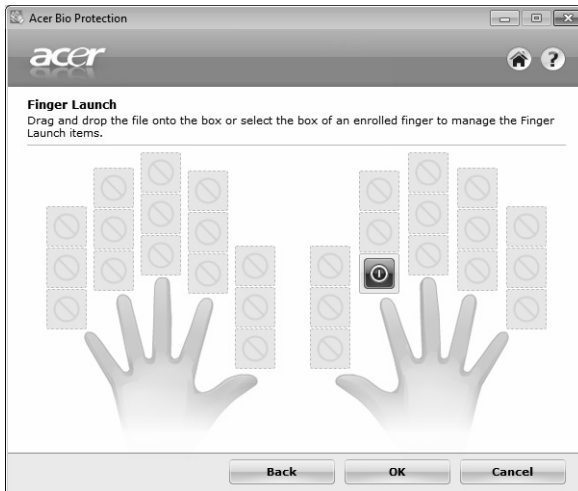 Acer Bio Protection
acer
?
Finger Launch
Drag and drop the file onto the box or select the box of an enrolled finger to manage the Finger
Launch items.
Back OK Cancel